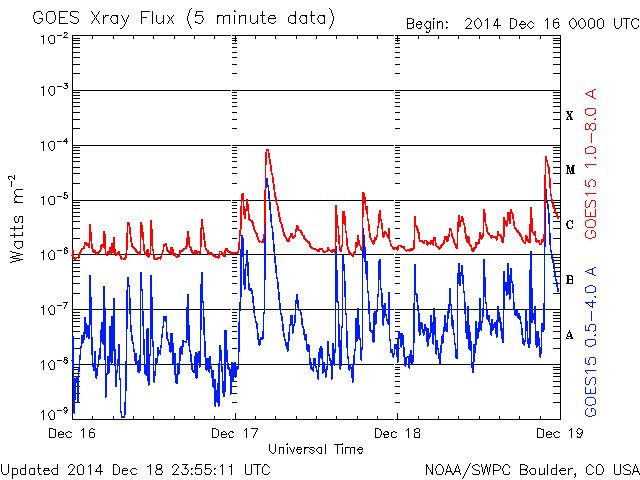 GOES Xray Flux (5 minute data)
Begin: 2014 Dec 16 0000 UTC
10-2
10-3
10-4
10-5
10-6
10-7
10-8
10-9
Watts m-2
X
M
C
B
A
GOES15 1.0-8.0 A
GOES15 0.5-4.0 A
Dec 16
Dec 17
Dec 18
Dec 19
Universal Time
Updated 2014 Dec 18 23:55:11 UTC
NOAA/SWPC Boulder, CO USA